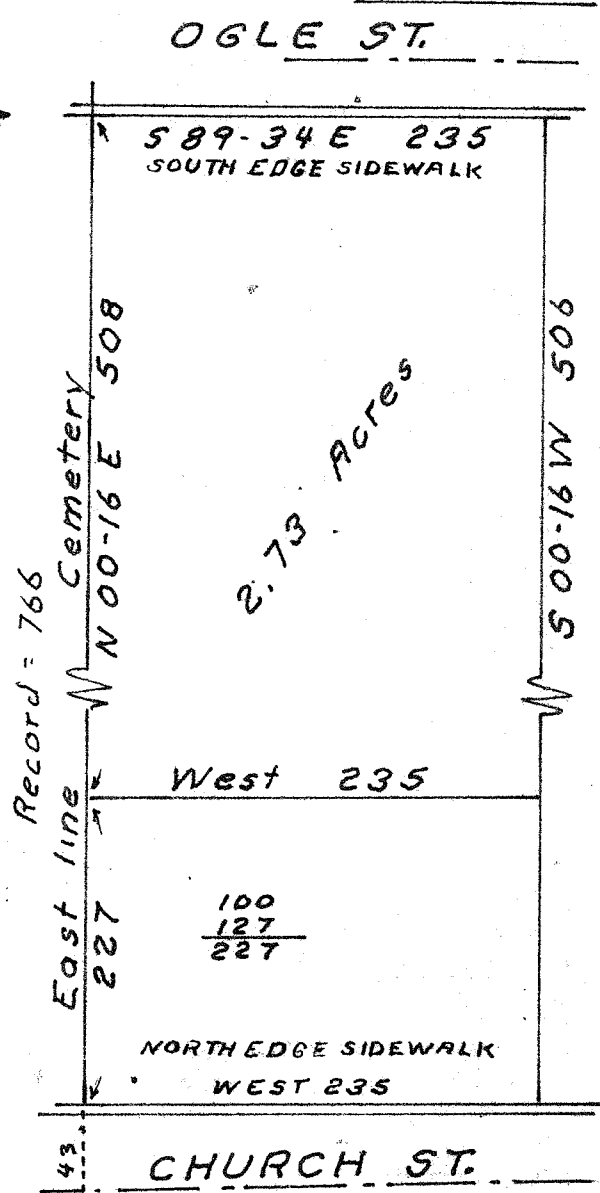 OGLE ST.
S 89-34 E 235
SOUTH EDGE SIDEWALK
N 00-16 E 508
S 00-16 W 506
2.73 Acres
Record = 766
East line Cemetery
West 235
227
100
127
227
NORTH EDGE SIDEWALK
WEST 235
43
CHURCH ST.